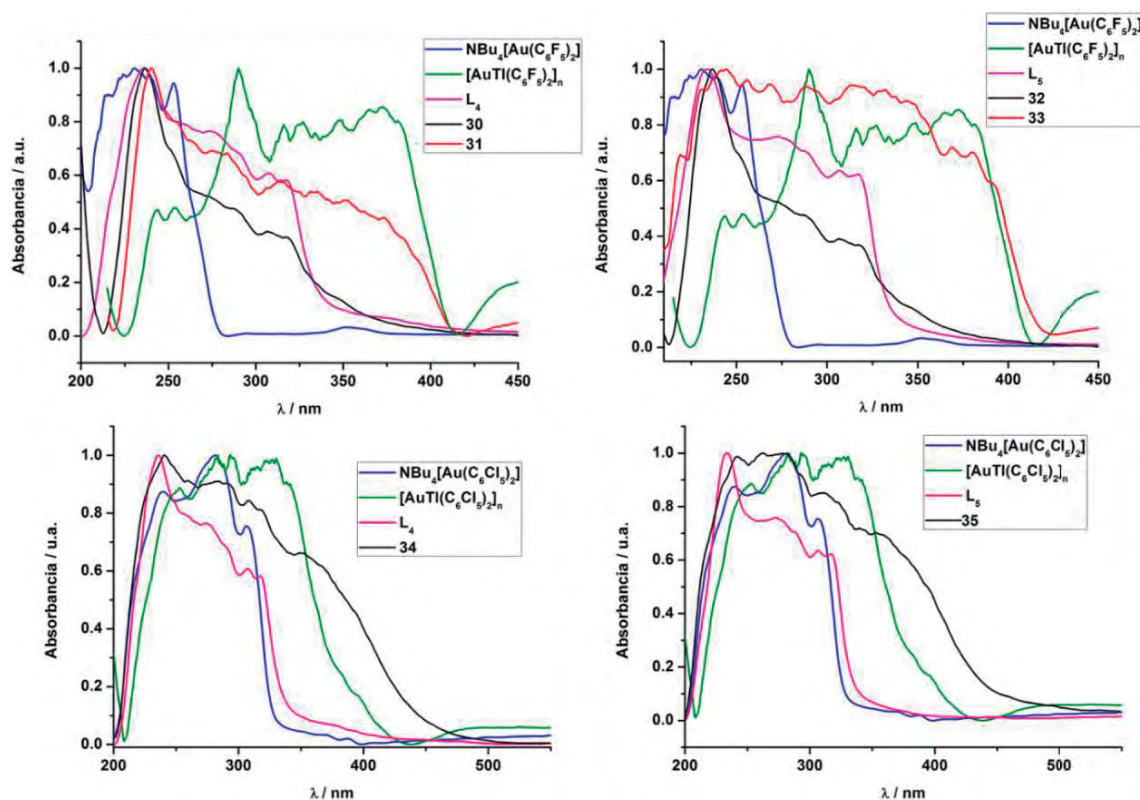 NBu₄[Au(C₆F₅)₂]
[AuTl(C₆F₅)₂]ₙ
L₄
30
31
Absorbancia / a.u.
1.0
0.8
0.6
0.4
0.2
0.0
200 250 300 350 400 450
λ / nm
NBu₄[Au(C₆F₅)₂]
[AuTl(C₆F₅)₂]ₙ
L₅
32
33
Absorbancia / a.u.
1.0
0.8
0.6
0.4
0.2
0.0
250 300 350 400 450
λ / nm
NBu₄[Au(C₆Cl₅)₂]
[AuTl(C₆Cl₅)₂]ₙ
L₄
34
Absorbancia / u.a.
1.0
0.8
0.6
0.4
0.2
0.0
200 300 400 500
λ / nm
NBu₄[Au(C₆Cl₅)₂]
[AuTl(C₆Cl₅)₂]ₙ
L₅
35
Absorbancia / u.a.
1.0
0.8
0.6
0.4
0.2
0.0
200 250 300 350 400 450 500
λ / nm